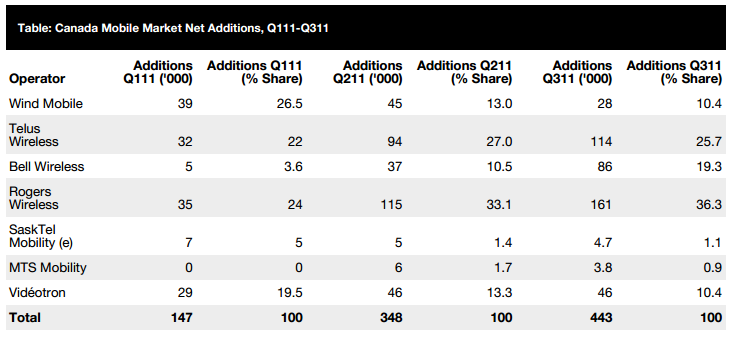 Table: Canada Mobile Market Net Additions, Q111-Q311
Operator Additions Q111 ('000) Additions Q111 (% Share) Additions Q211 ('000) Additions Q211 (% Share) Additions Q311 ('000) Additions Q311 (% Share)
Wind Mobile 39 26.5 45 13.0 28 10.4
Telus
Wireless 32 22 94 27.0 114 25.7
Bell Wireless 5 3.6 37 10.5 86 19.3
Rogers
Wireless 35 24 115 33.1 161 36.3
SaskTel
Mobility (e) 7 5 5 1.4 4.7 1.1
MTS Mobility 0 0 6 1.7 3.8 0.9
Vidéotron 29 19.5 46 13.3 46 10.4
Total 147 100 348 100 443 100